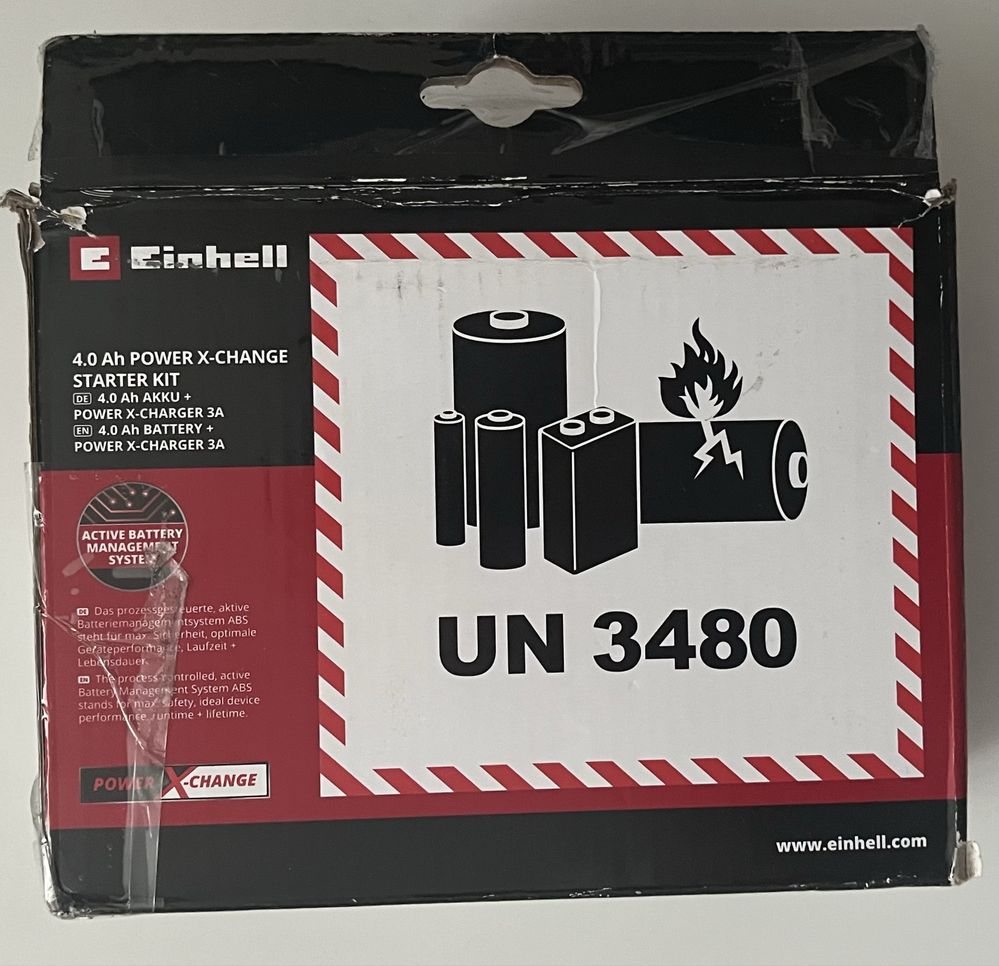 Einhell
4.0 Ah POWER X-CHANGE
STARTER KIT
DE 4.0 Ah AKKU +
POWER X-CHARGER 3A
EN 4.0 Ah BATTERY +
POWER X-CHARGER 3A
ACTIVE BATTERY
MANAGEMENT
SYSTEM
DE Das prozessgesteuerte, aktive
Batteriemanagementsystem ABS
steht für max. Sicherheit, optimale
Geräteperformance, Laufzeit +
Lebensdauer.
EN The process-controlled, active
Battery Management System ABS
stands for max. safety, ideal device
performance, runtime + lifetime.
POWER X-CHANGE
UN 3480
www.einhell.com